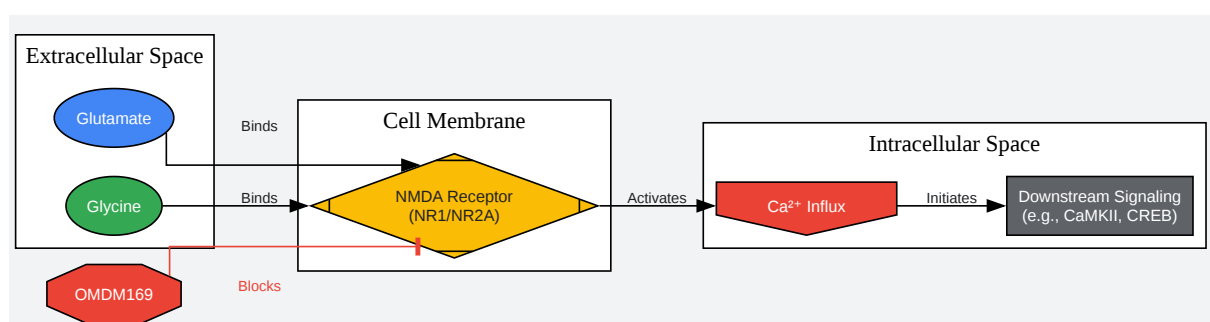 Extracellular Space
Glutamate
Glycine
OMDM169
Binds
Binds
Blocks
Cell Membrane
NMDA Receptor
(NR1/NR2A)
Activates
Intracellular Space
Ca²⁺ Influx
Initiates
Downstream Signaling
(e.g., CaMKII, CREB)